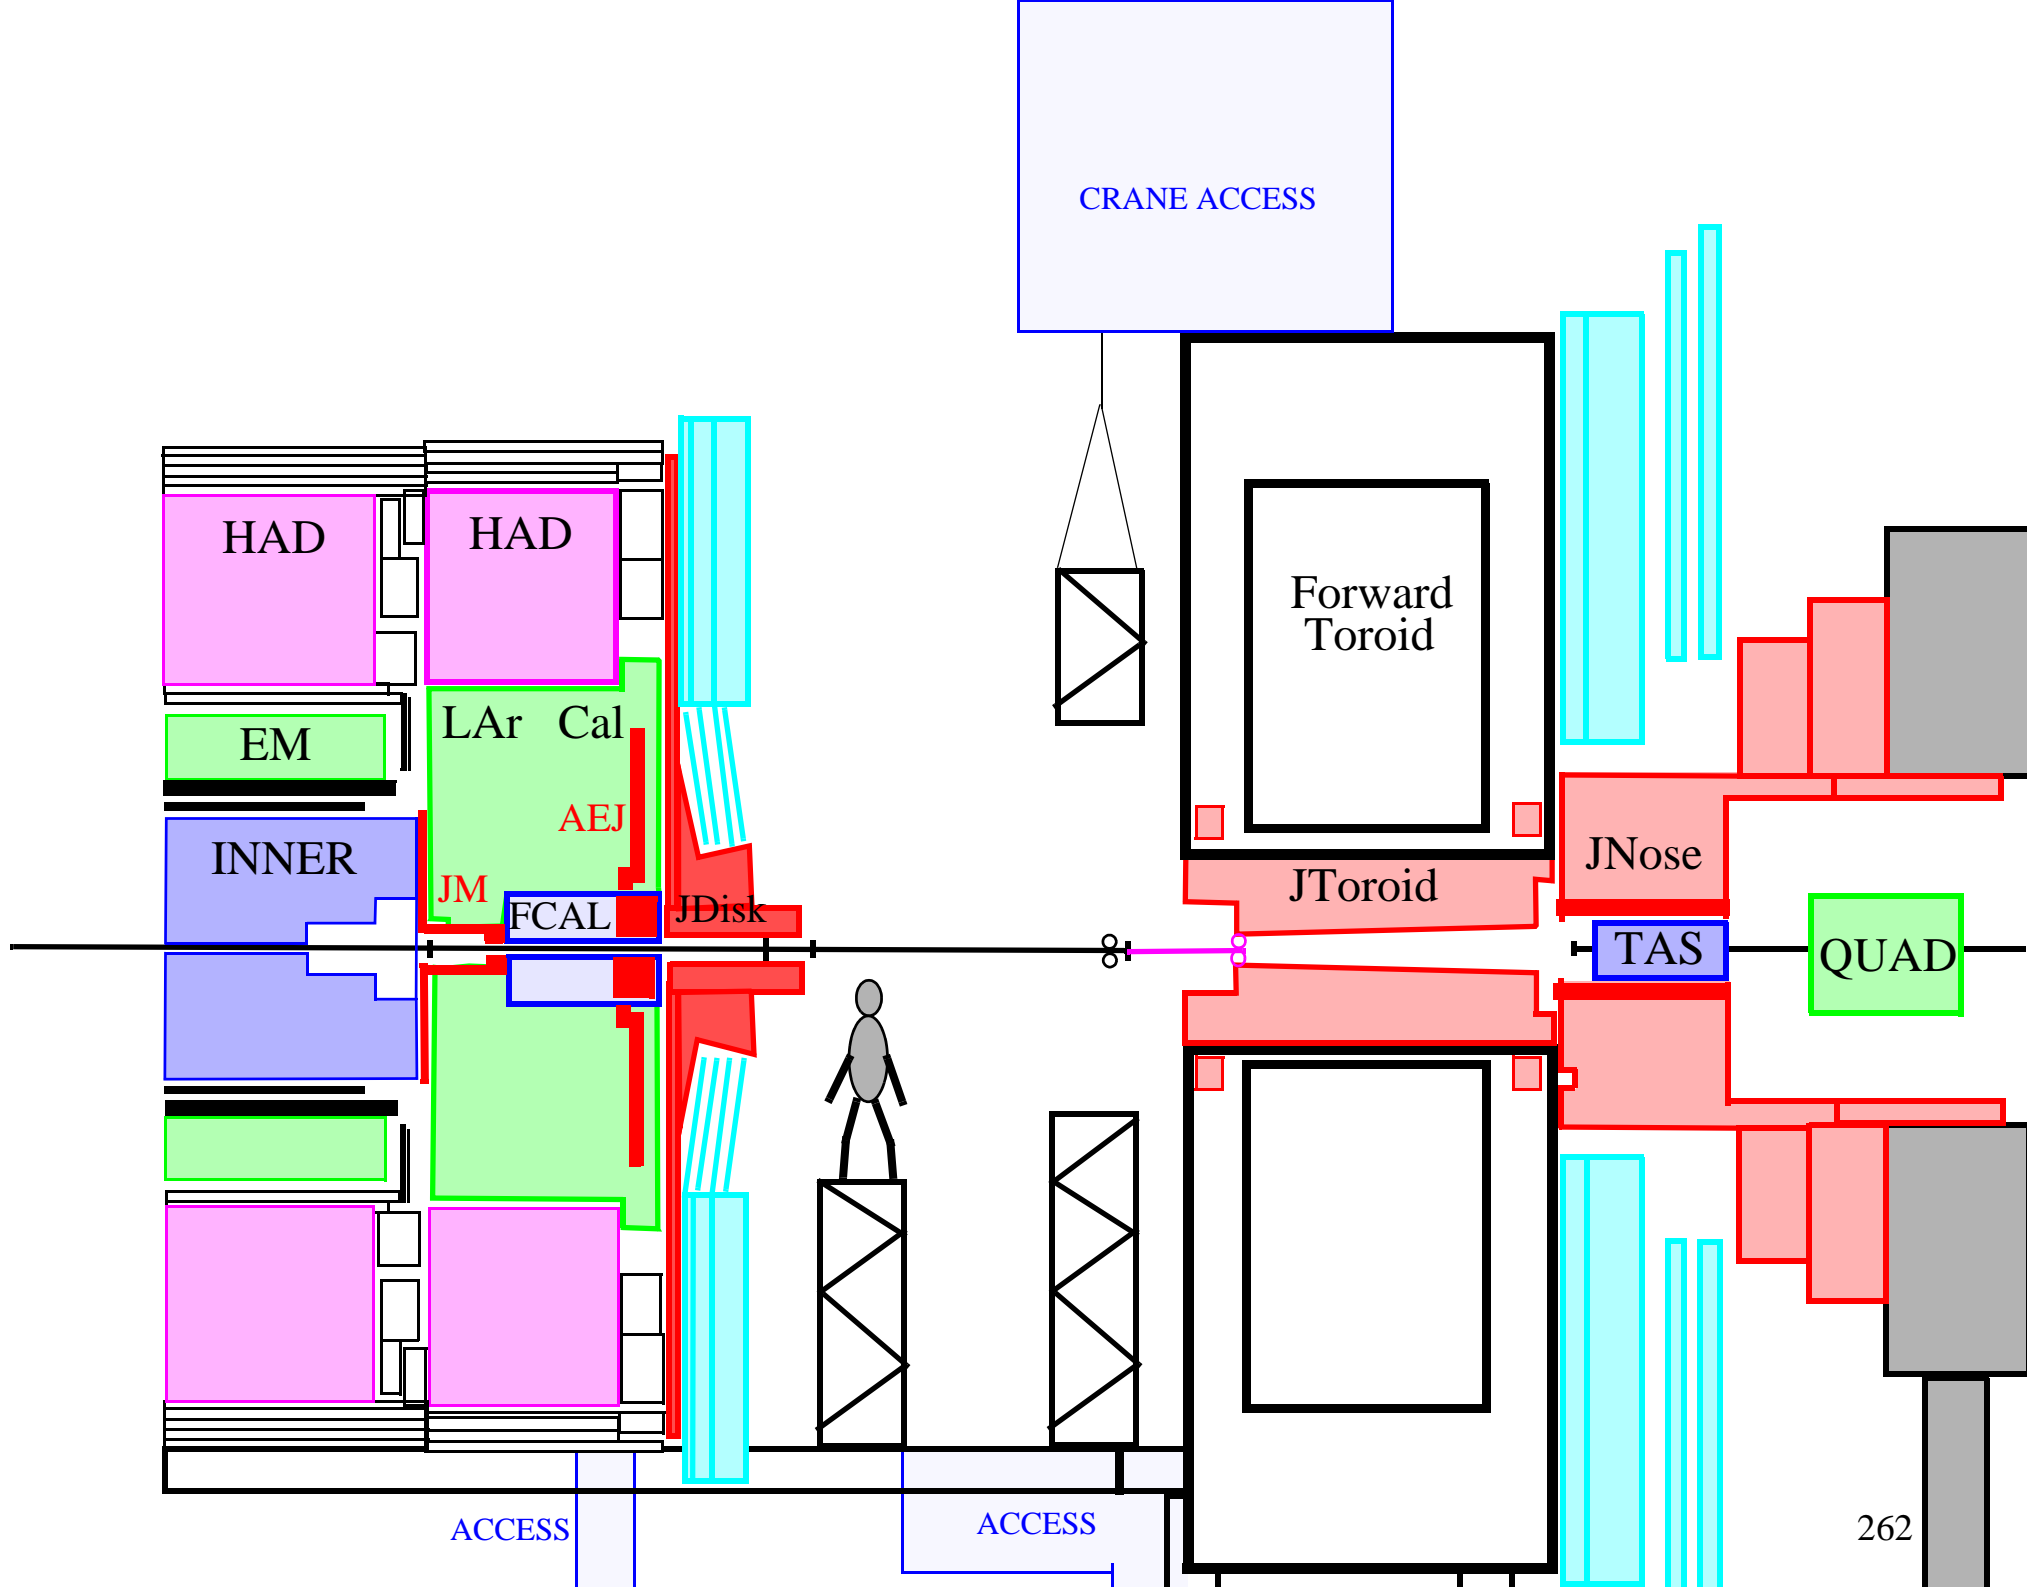 CRANE ACCESS
HAD
HAD
Forward
Toroid
LAr Cal
EM
AEJ
INNER
JNose
JM
JToroid
FCAL
JDisk
TAS
QUAD
ACCESS
ACCESS
262